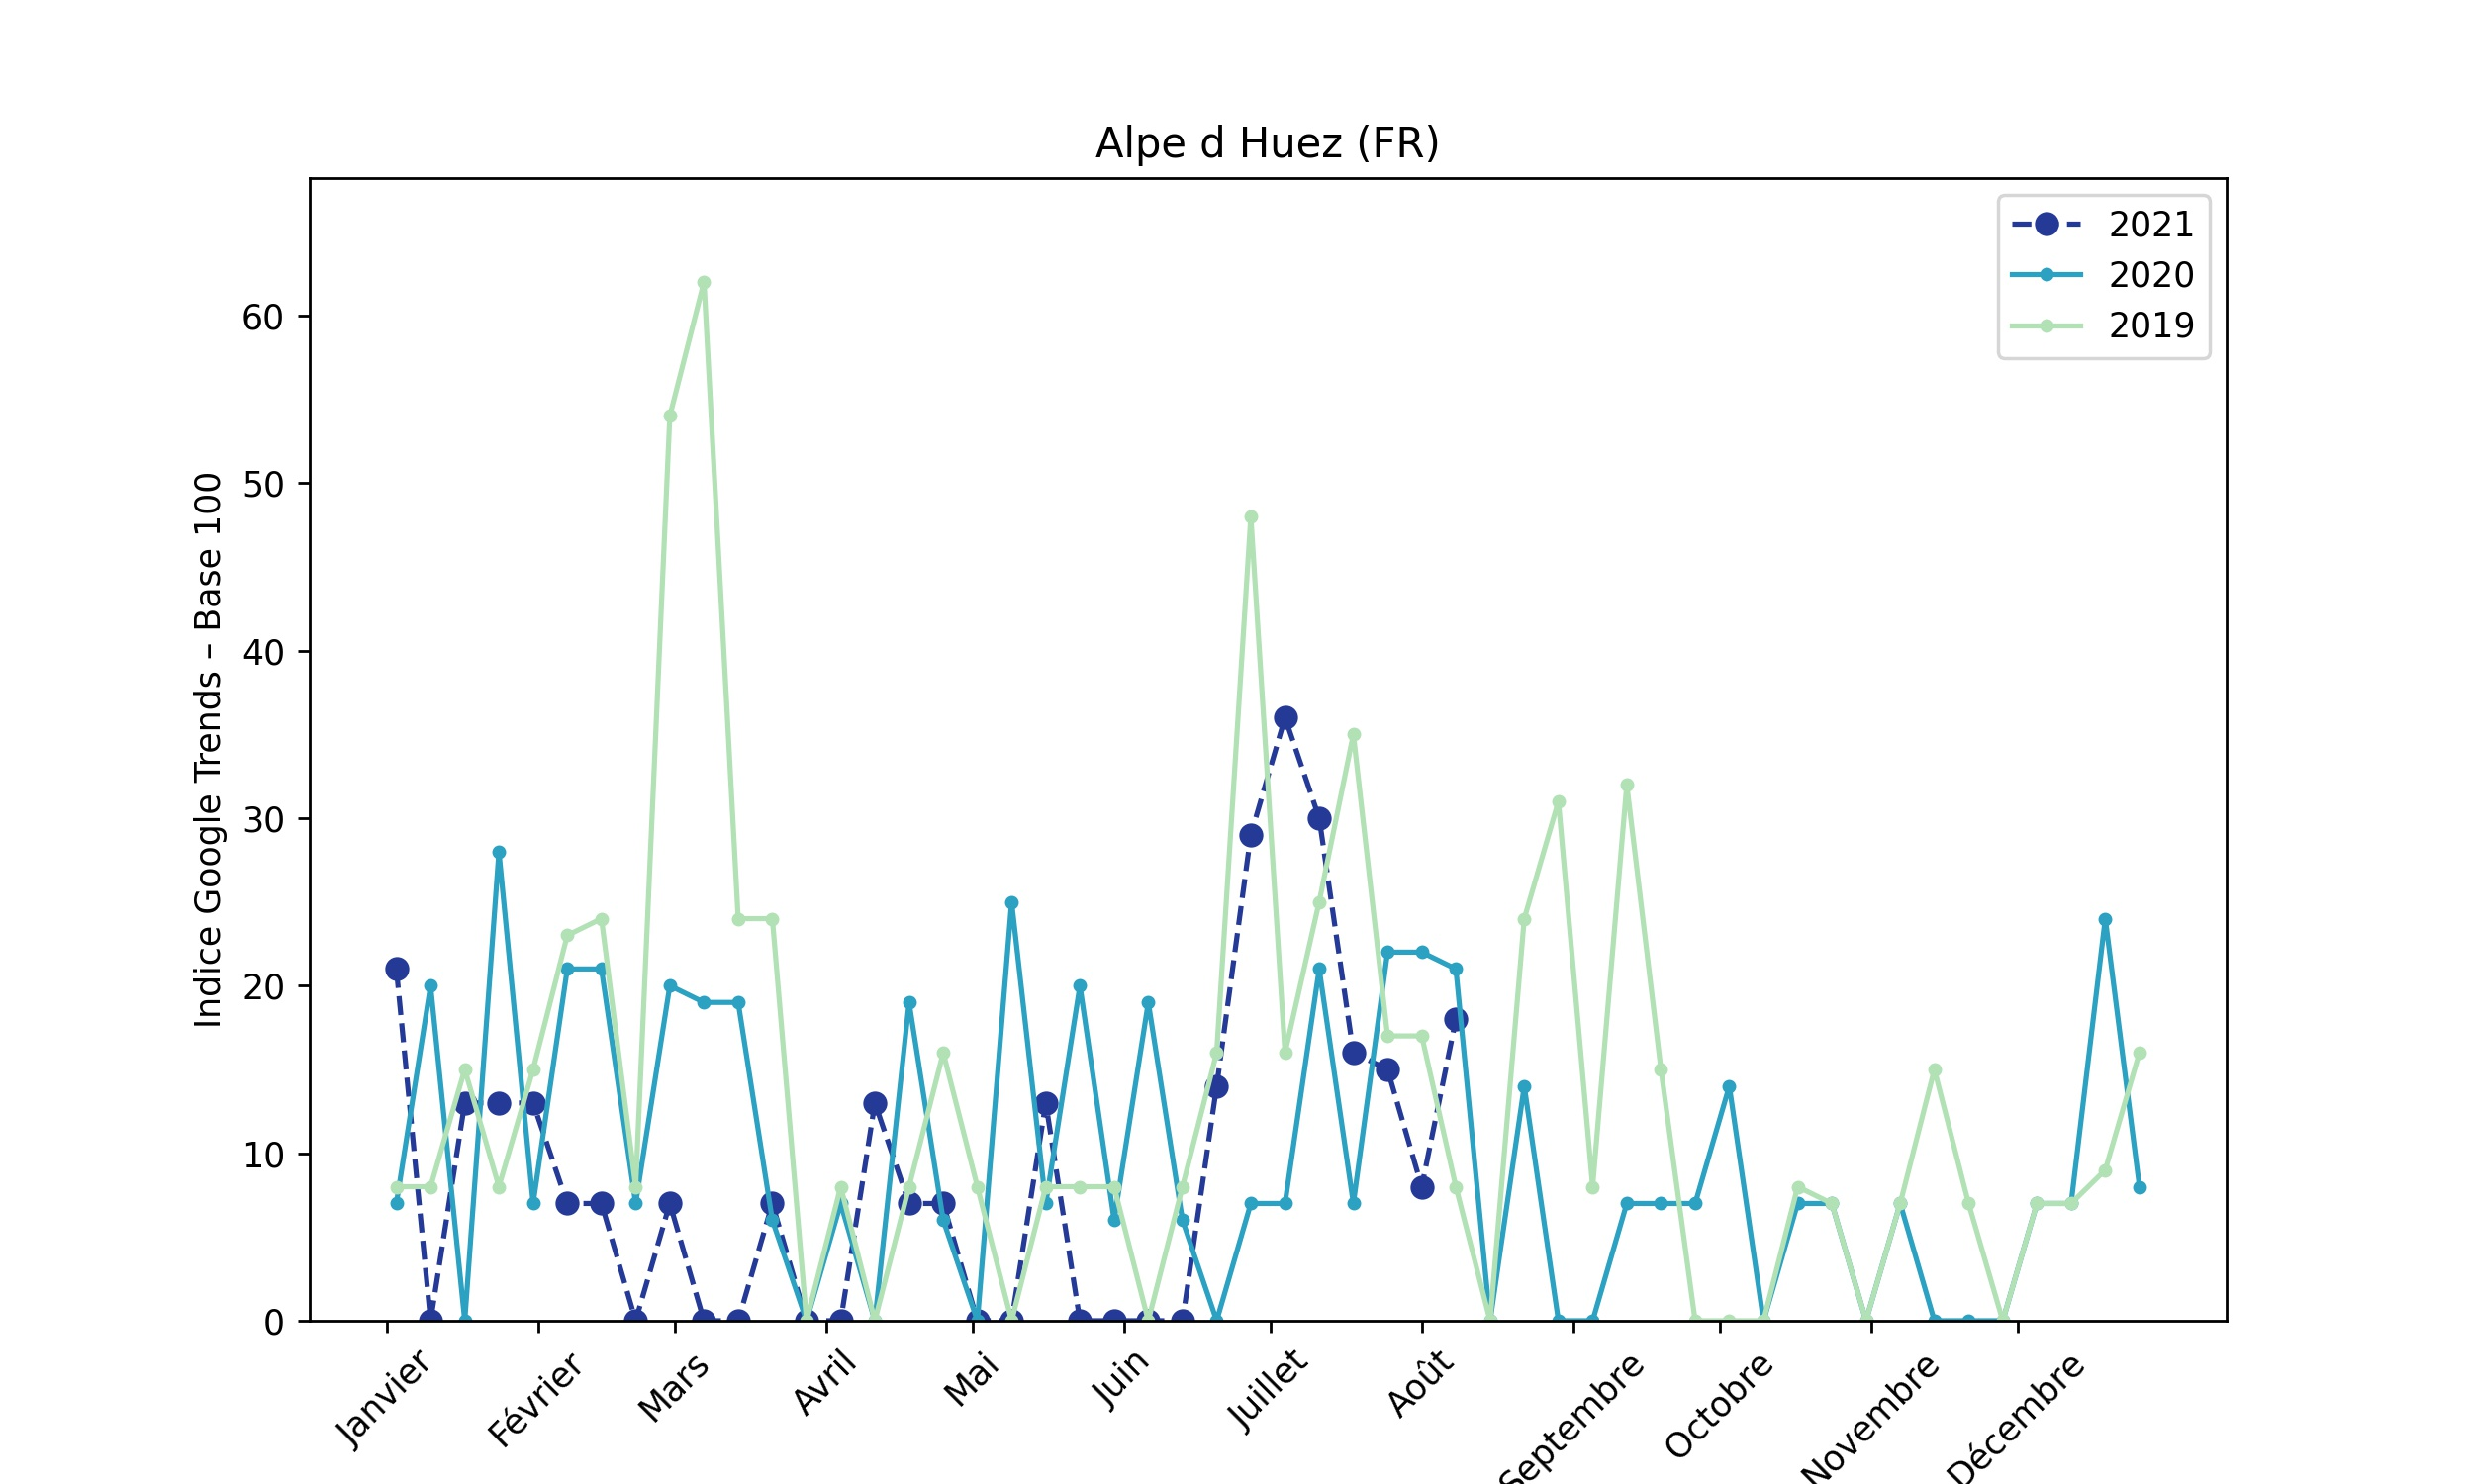 Alpe d Huez (FR)
2021
2020
2019
Indice Google Trends – Base 100
60
50
40
30
20
10
0
Janvier
Février
Mars
Avril
Mai
Juin
Juillet
Août
Septembre
Octobre
Novembre
Décembre